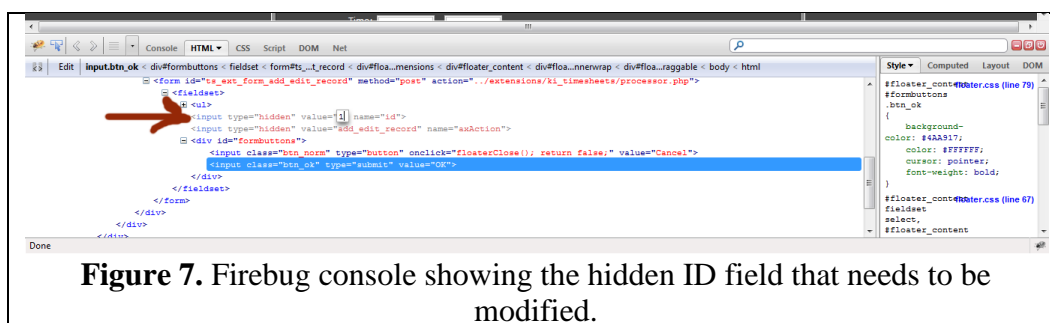 Time:
Console HTML CSS Script DOM Net
Edit input.btn_ok < div#formbuttons < fieldset < form#ts_...t_record < div#floa...mensions < div#floater_content < div#floa...nnerwrap < div#floa...raggable < body < html
Style Computed Layout DOM
<form id="ts_ext_form_add_edit_record" method="post" action="../extensions/ki_timesheets/processor.php">
<fieldset>
<ul>
<input type="hidden" value="1" name="id">
<input type="hidden" value="add_edit_record" name="axAction">
<div id="formbuttons">
<input class="btn_norm" type="button" onclick="floaterClose(); return false;" value="Cancel">
<input class="btn_ok" type="submit" value="OK">
</div>
</fieldset>
</form>
</div>
</div>
</div>
#floater_content floater.css (line 79)
#formbuttons
.btn_ok
{
background-
color: #4AA917;
color: #FFFFFF;
cursor: pointer;
font-weight: bold;
}
#floater_content floater.css (line 67)
fieldset
select,
#floater_content
Done
Figure 7. Firebug console showing the hidden ID field that needs to be
modified.